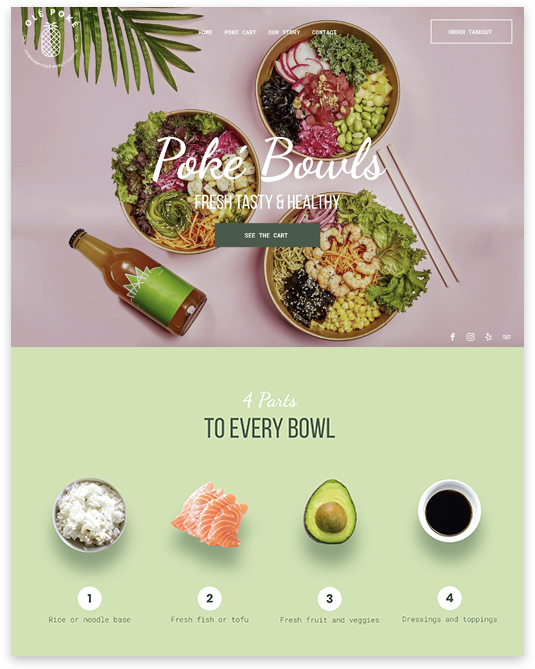 OLÉ POKÉ
HOME POKE CART OUR STORY CONTACT
ORDER TAKEOUT
Poké Bowls
FRESH TASTY & HEALTHY
SEE THE CART
4 Parts
TO EVERY BOWL
1 2 3 4
Rice or noodle base Fresh fish or tofu Fresh fruit and veggies Dressings and toppings